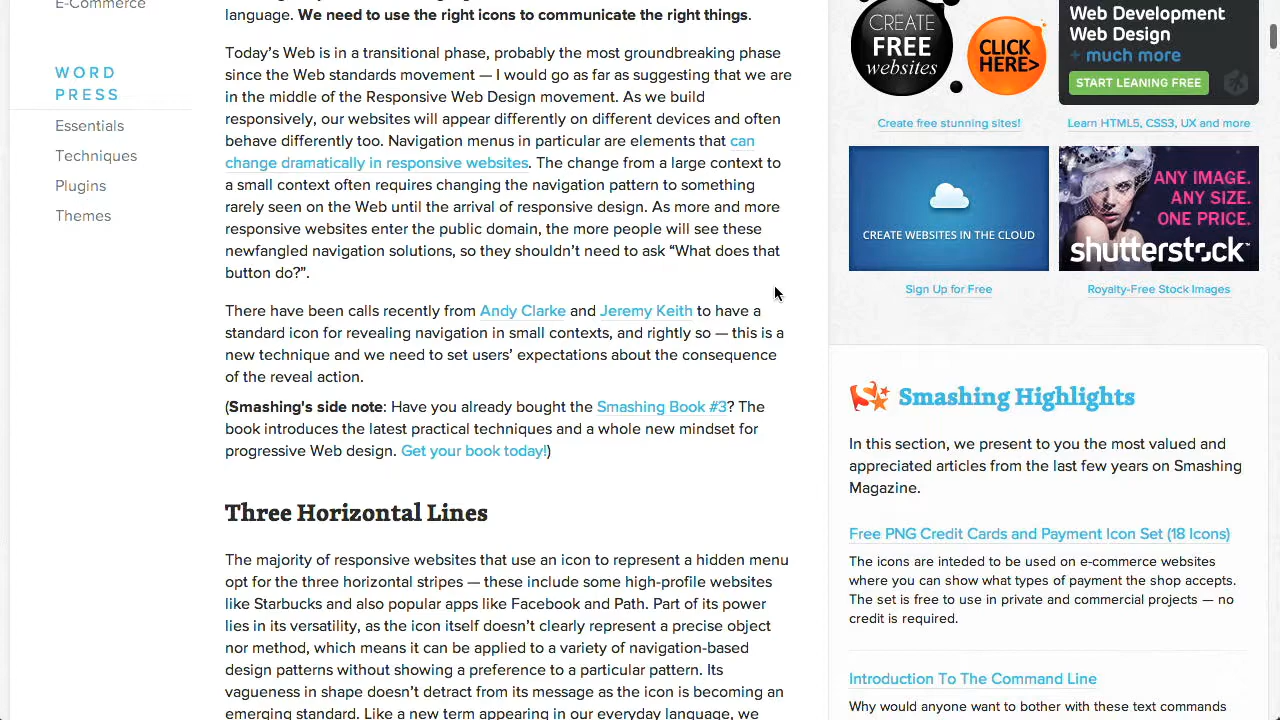 E-Commerce
WORD
PRESS
Essentials
Techniques
Plugins
Themes
language. We need to use the right icons to communicate the right things.
Today’s Web is in a transitional phase, probably the most groundbreaking phase
since the Web standards movement — I would go as far as suggesting that we are
in the middle of the Responsive Web Design movement. As we build
responsively, our websites will appear differently on different devices and often
behave differently too. Navigation menus in particular are elements that can
change dramatically in responsive websites. The change from a large context to
a small context often requires changing the navigation pattern to something
rarely seen on the Web until the arrival of responsive design. As more and more
responsive websites enter the public domain, the more people will see these
newfangled navigation solutions, so they shouldn’t need to ask “What does that
button do?”.
There have been calls recently from Andy Clarke and Jeremy Keith to have a
standard icon for revealing navigation in small contexts, and rightly so — this is a
new technique and we need to set users’ expectations about the consequence
of the reveal action.
(Smashing's side note: Have you already bought the Smashing Book #3? The
book introduces the latest practical techniques and a whole new mindset for
progressive Web design. Get your book today!)
Three Horizontal Lines
The majority of responsive websites that use an icon to represent a hidden menu
opt for the three horizontal stripes — these include some high-profile websites
like Starbucks and also popular apps like Facebook and Path. Part of its power
lies in its versatility, as the icon itself doesn’t clearly represent a precise object
nor method, which means it can be applied to a variety of navigation-based
design patterns without showing a preference to a particular pattern. Its
vagueness in shape doesn’t detract from its message as the icon is becoming an
emerging standard. Like a new term appearing in our everyday language, we
CREATE
FREE
websites
CLICK
HERE>
Create free stunning sites!
Web Development
Web Design
+ much more
START LEANING FREE
Learn HTML5, CSS3, UX and more
CREATE WEBSITES IN THE CLOUD
Sign Up for Free
ANY IMAGE.
ANY SIZE.
ONE PRICE.
shutterstock™
Royalty-Free Stock Images
Smashing Highlights
In this section, we present to you the most valued and
appreciated articles from the last few years on Smashing
Magazine.
Free PNG Credit Cards and Payment Icon Set (18 Icons)
The icons are inteded to be used on e-commerce websites
where you can show what types of payment the shop accepts.
The set is free to use in private and commercial projects — no
credit is required.
Introduction To The Command Line
Why would anyone want to bother with these text commands